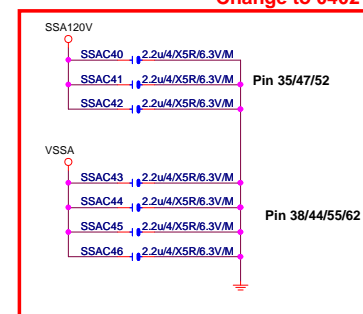 Change to 0402
SSA120V
SSAC40 2.2u/4/X5R/6.3V/M
SSAC41 2.2u/4/X5R/6.3V/M
Pin 35/47/52
SSAC42 2.2u/4/X5R/6.3V/M
VSSA
SSAC43 2.2u/4/X5R/6.3V/M
SSAC44 2.2u/4/X5R/6.3V/M
Pin 38/44/55/62
SSAC45 2.2u/4/X5R/6.3V/M
SSAC46 2.2u/4/X5R/6.3V/M